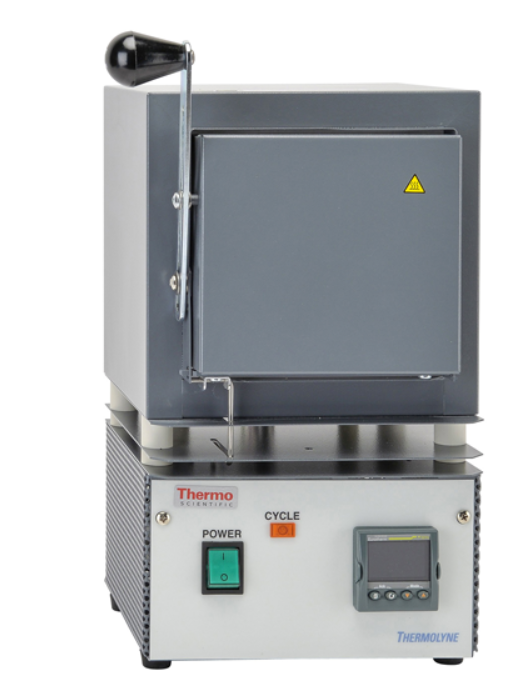 Thermo
SCIENTIFIC
CYCLE
POWER
THERMOLYNE